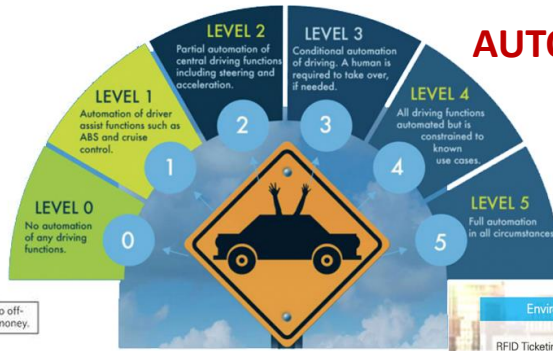 AUTO
LEVEL 0
No automation
of any driving
functions.
0
LEVEL 1
Automation of driver
assist functions such as
ABS and cruise
control.
1
LEVEL 2
Partial automation of
central driving functions
including steering and
acceleration.
2
LEVEL 3
Conditional automation
of driving. A human is
required to take over,
if needed.
3
LEVEL 4
All driving functions
automated but is
constrained to
known
use cases.
4
LEVEL 5
Full automation
in all circumstances
5
off-
money.
Envir
RFID Ticketin